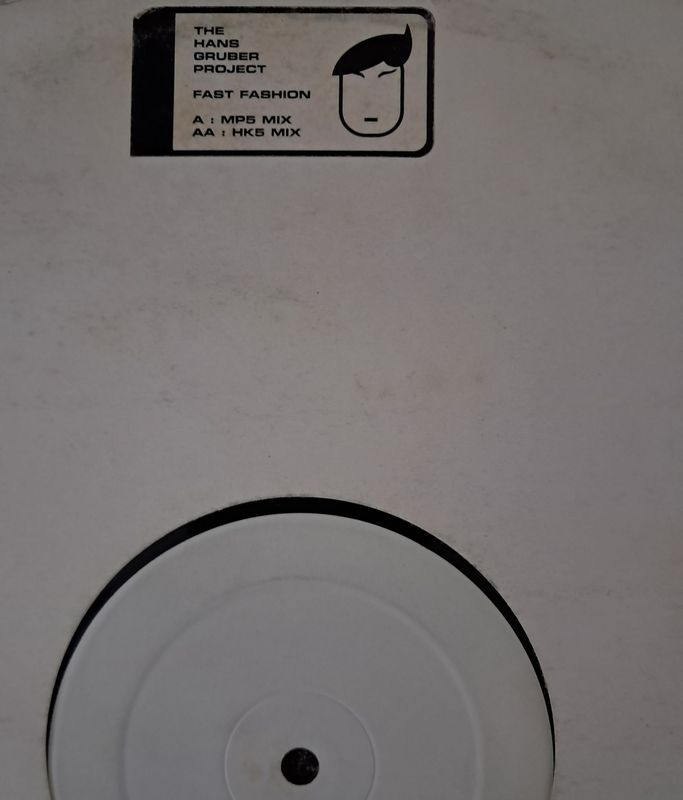 THE
HANS
GRUBER
PROJECT
FAST FASHION
A : MP5 MIX
AA : HK5 MIX